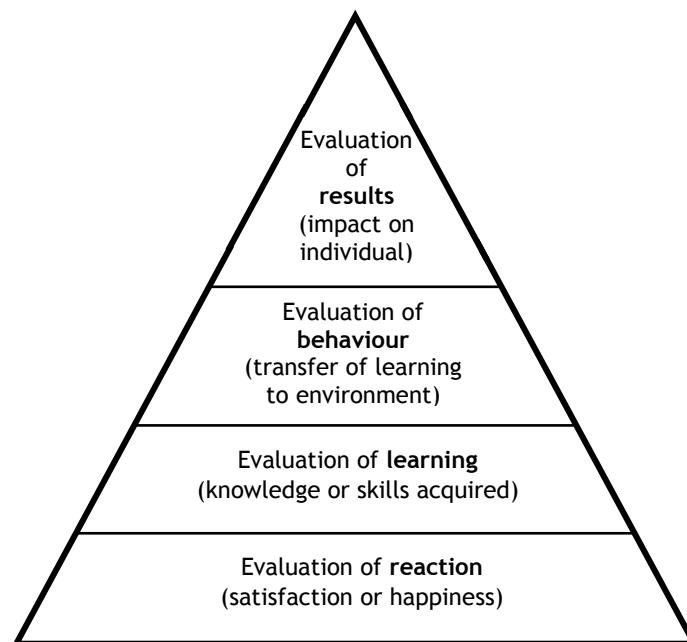 Evaluation
of
results
(impact on
individual)
Evaluation of
behaviour
(transfer of learning
to environment)
Evaluation of learning
(knowledge or skills acquired)
Evaluation of reaction
(satisfaction or happiness)